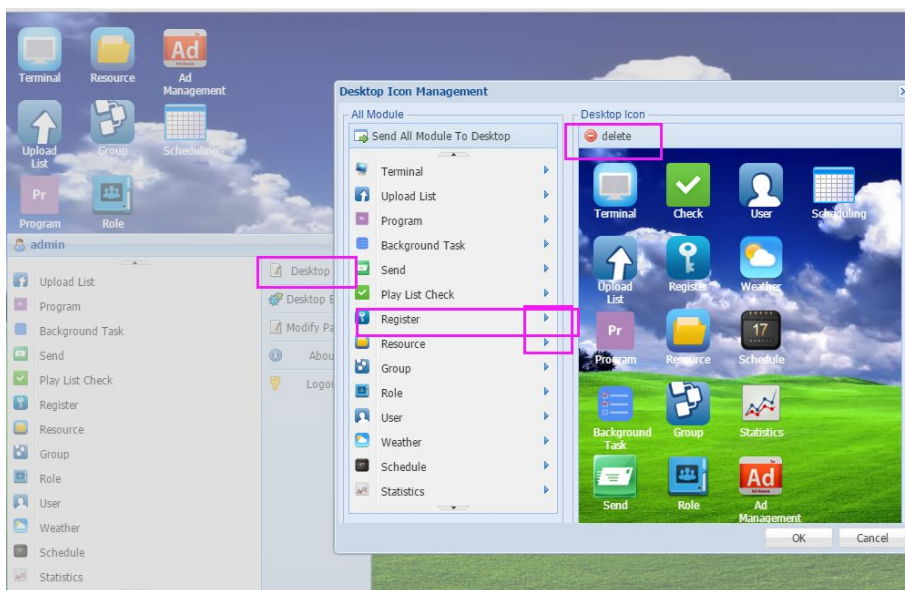 Terminal
Resource
Ad
Management
Upload
List
Group
Scheduling
Pr
Program
Role
admin
Upload List
Program
Background Task
Send
Play List Check
Register
Resource
Group
Role
User
Weather
Schedule
Statistics
Desktop
Desktop
Modify Pa
Abou
Logou
Desktop Icon Management
All Module
Send All Module To Desktop
Terminal
Upload List
Program
Background Task
Send
Play List Check
Register
Resource
Group
Role
User
Weather
Schedule
Statistics
Desktop Icon
delete
Terminal
Check
User
Scheduling
Upload
List
Register
Weather
Pr
17
Program
Resource
Schedule
Background
Task
Group
Statistics
Send
Role
Ad
Ad
Management
OK
Cancel